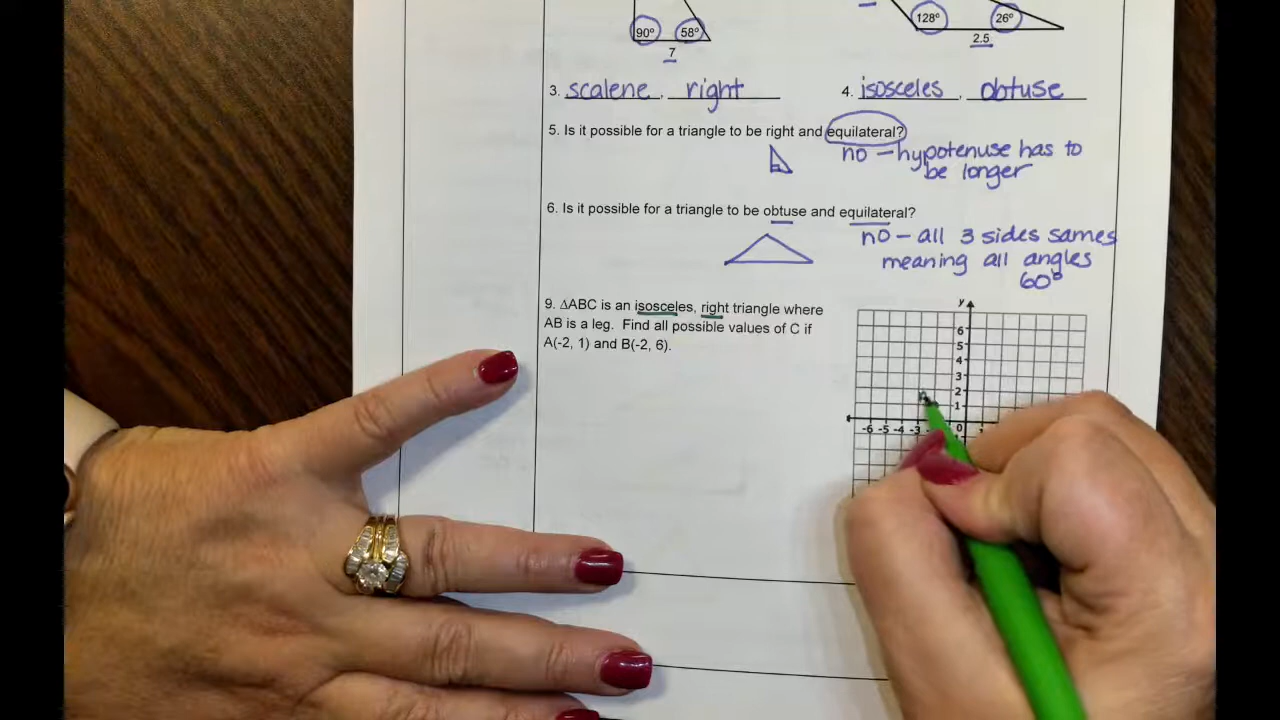 90° 58°
7
128° 26°
2.5
3. scalene, right
4. isosceles, obtuse
5. Is it possible for a triangle to be right and equilateral?
no - hypotenuse has to
be longer
6. Is it possible for a triangle to be obtuse and equilateral?
no - all 3 sides sames
meaning all angles
60°
9. ∆ABC is an isosceles, right triangle where
AB is a leg. Find all possible values of C if
A(-2, 1) and B(-2, 6).
y
6
5
4
3
2
1
-6 -5 -4 -3 0